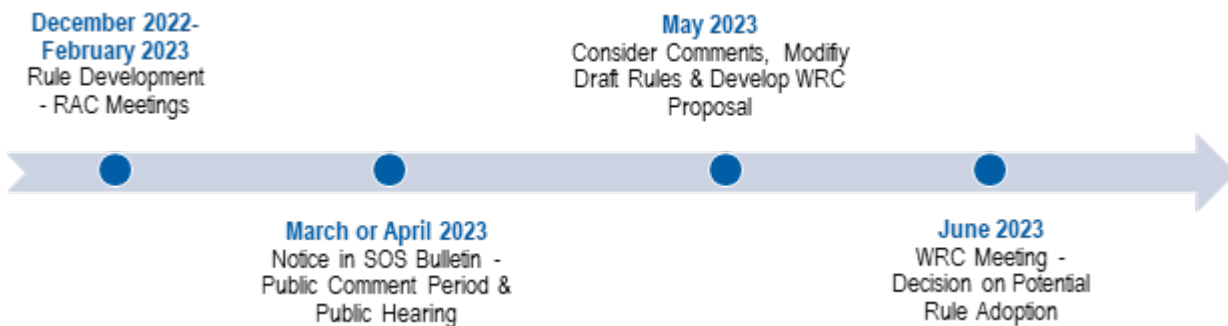 December 2022-
February 2023
Rule Development
- RAC Meetings
March or April 2023
Notice in SOS Bulletin -
Public Comment Period &
Public Hearing
May 2023
Consider Comments, Modifiy
Draft Rules & Develop WRC
Proposal
June 2023
WRC Meeting -
Decision on Potential
Rule Adoption